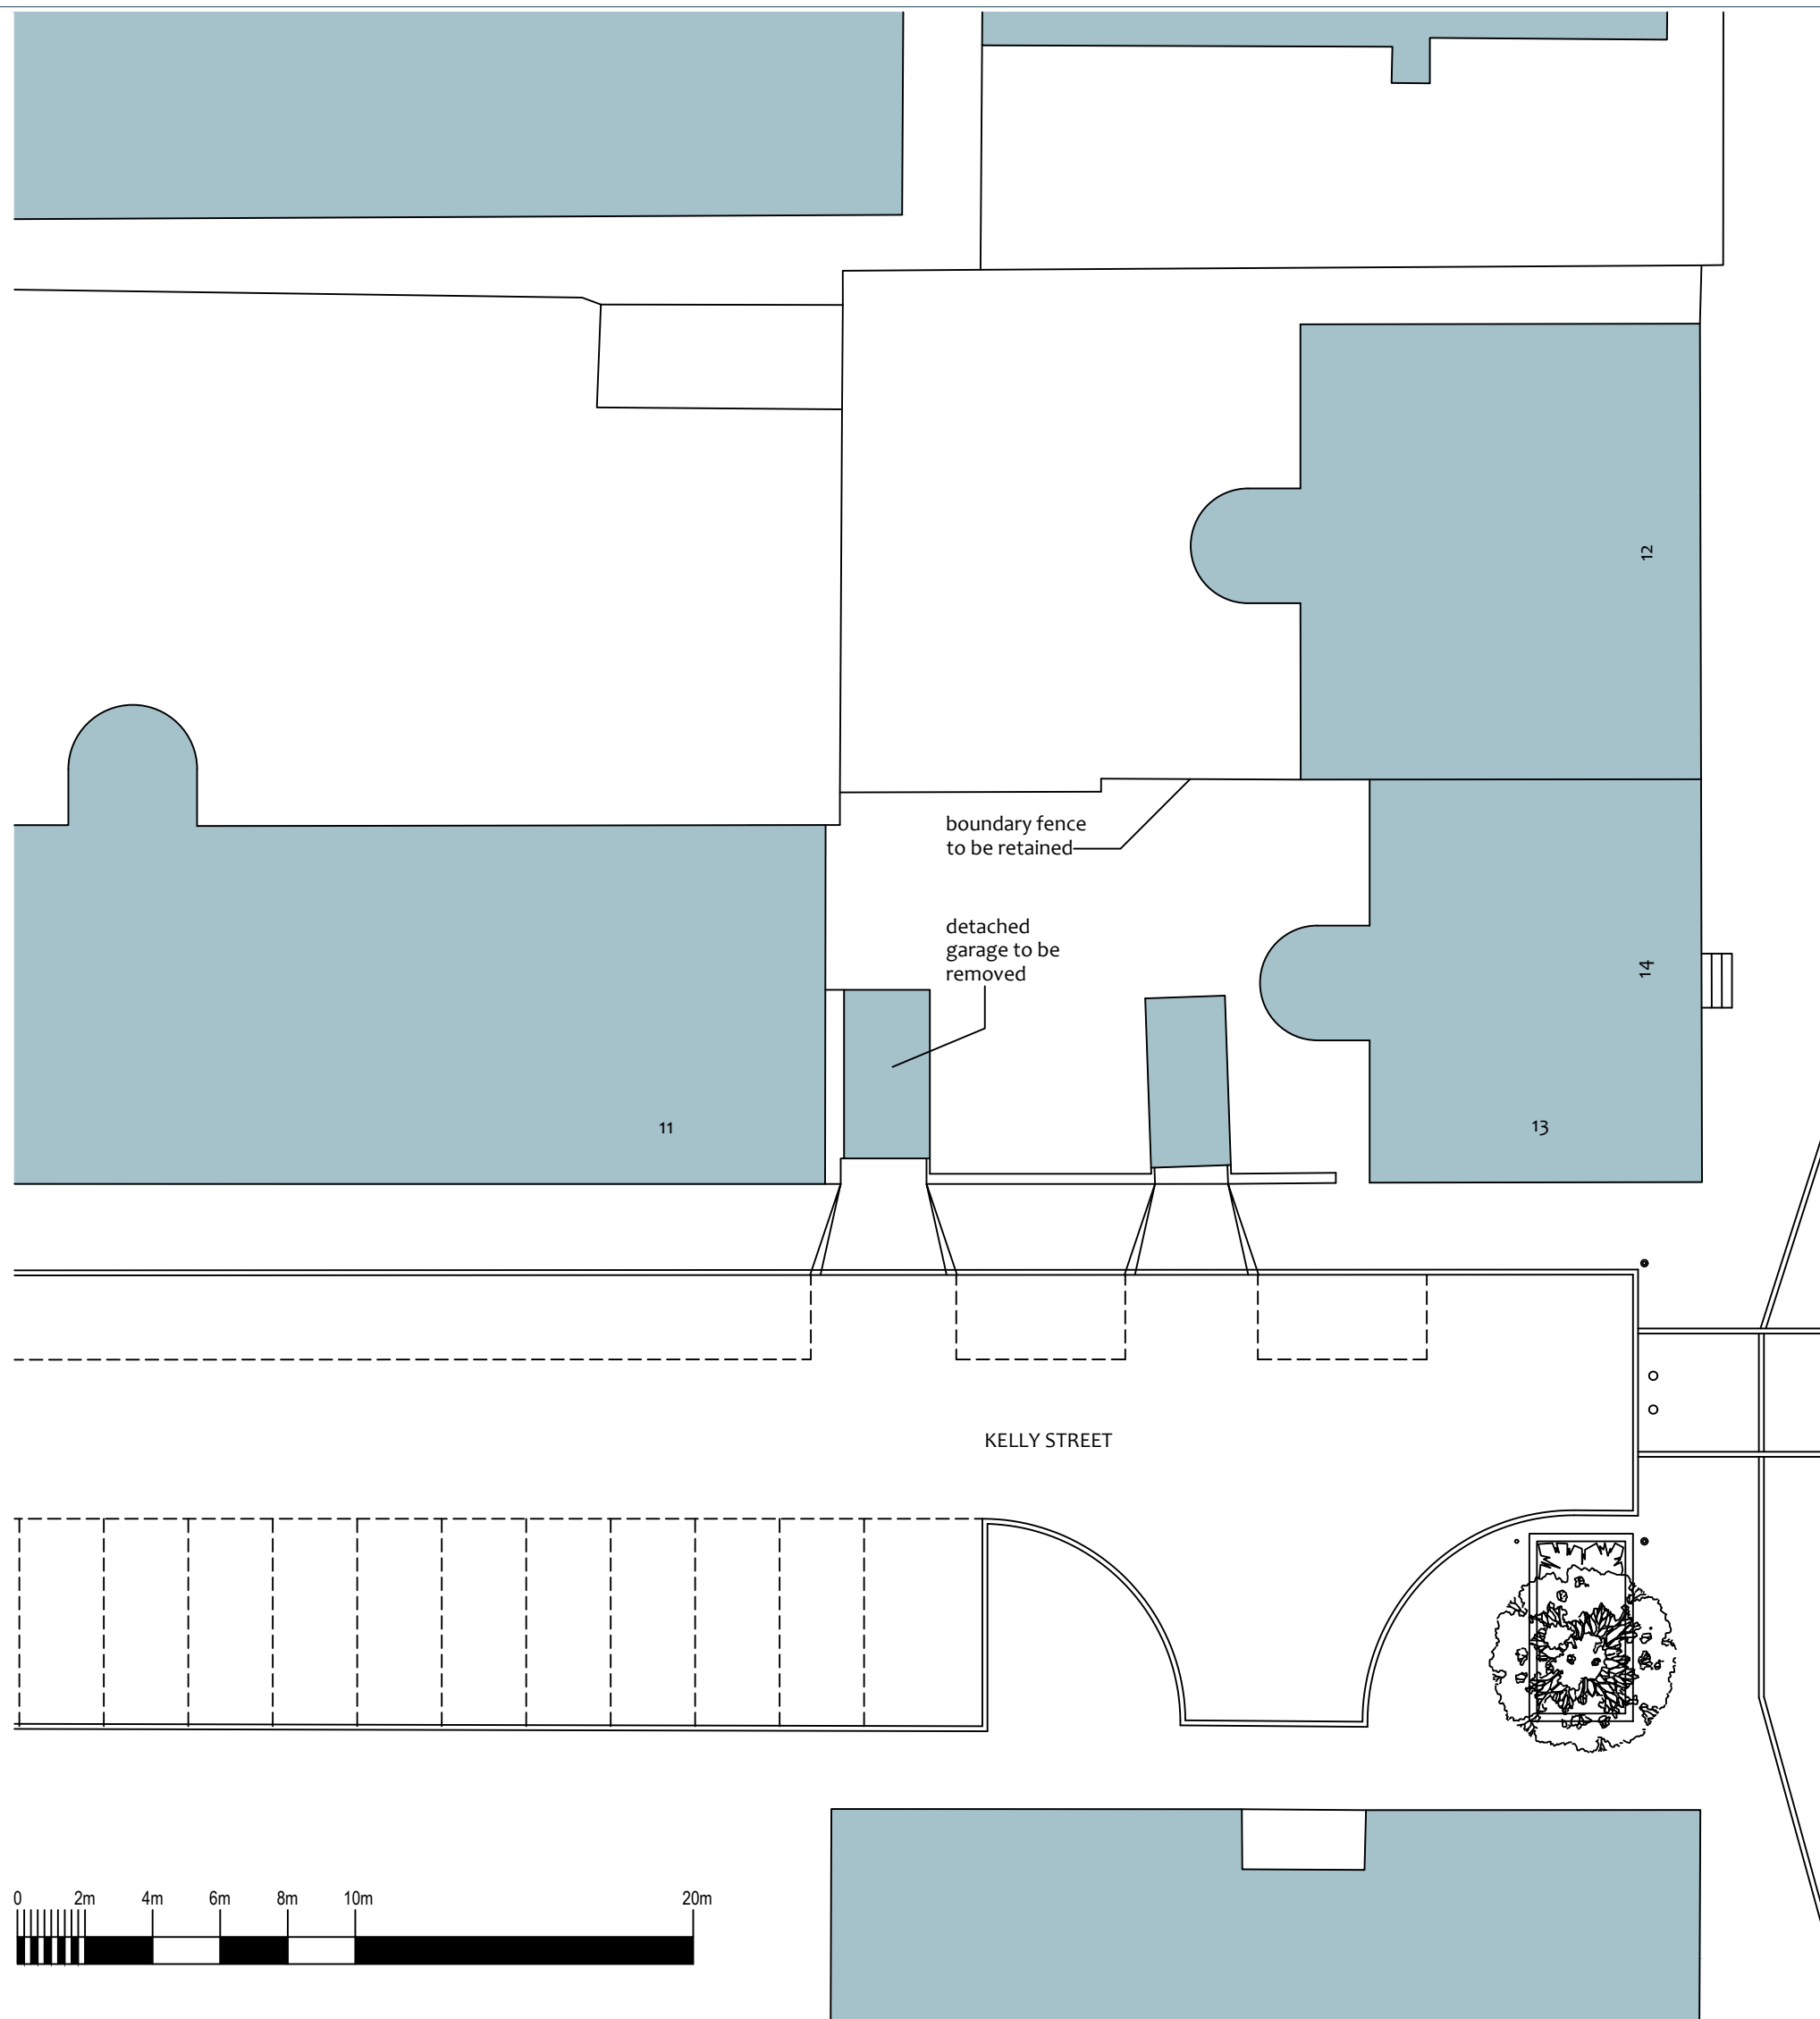 12
boundary fence
to be retained
detached
garage to be
removed
14
11
13
KELLY STREET
0 2m 4m 6m 8m 10m 20m